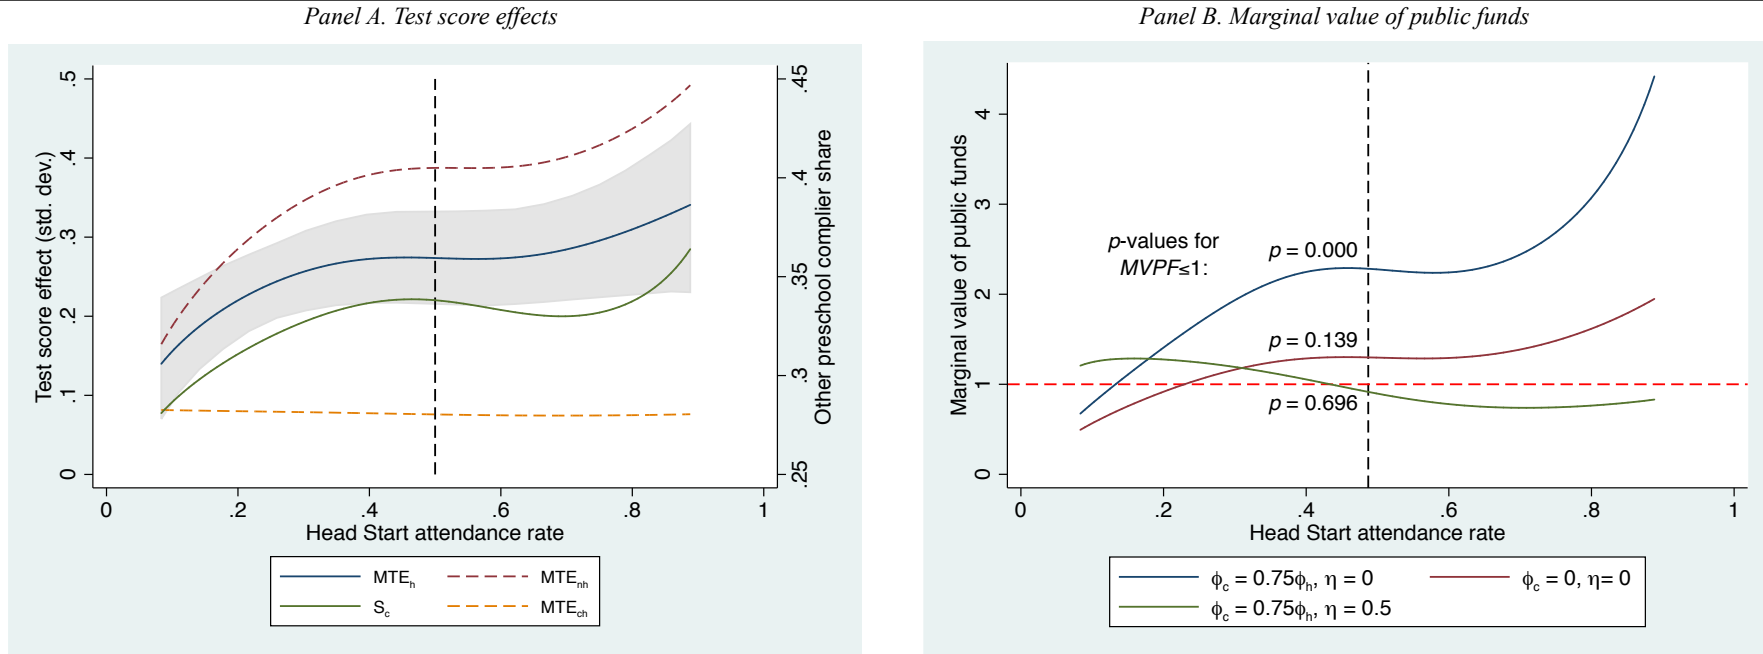 Panel A. Test score effects
Test score effect (std. dev.)
.5
.4
.3
.2
.1
0
.45
.4
.35
.3
.25
Other preschool complier share
0 .2 .4 .6 .8 1
Head Start attendance rate
MTEₕ MTEₙₕ
S꜀ MTE꜀ₕ
Panel B. Marginal value of public funds
Marginal value of public funds
4
3
2
1
0
p-values for
MVPF≤1:
p = 0.000
p = 0.139
p = 0.696
0 .2 .4 .6 .8 1
Head Start attendance rate
ϕc = 0.75ϕh, η = 0 ϕc = 0, η= 0
ϕc = 0.75ϕh, η = 0.5